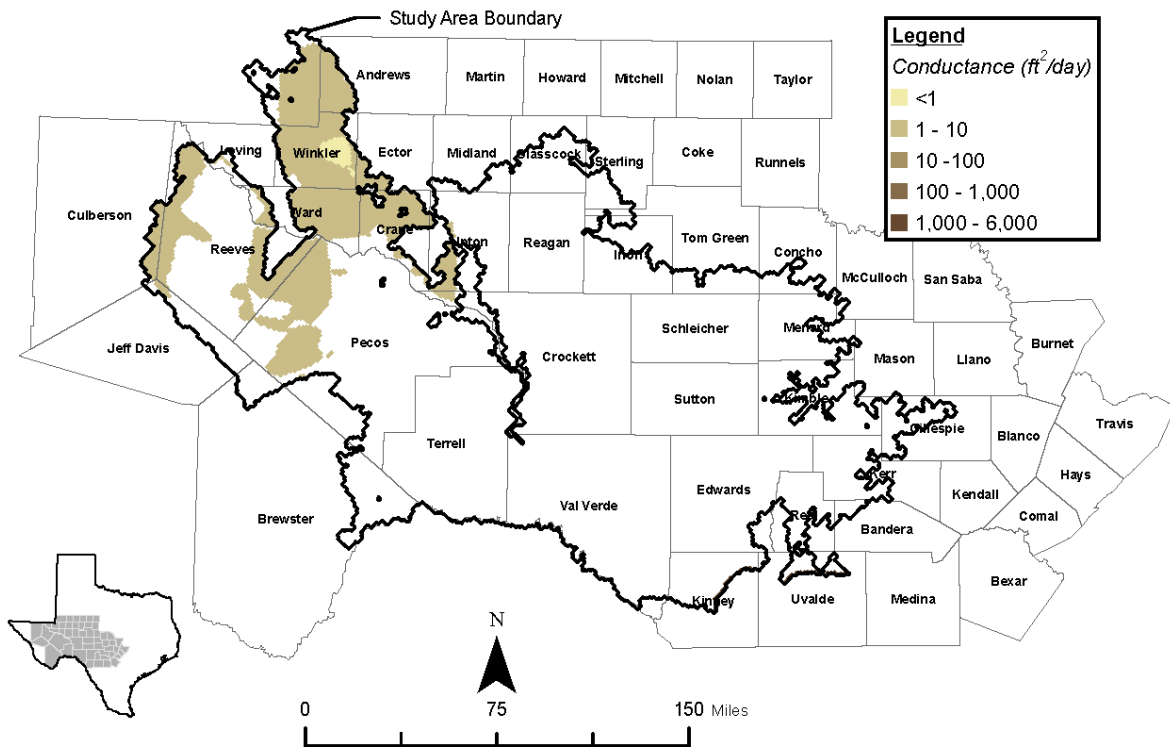 Study Area Boundary
Legend
Conductance (ft²/day)
<1
1 - 10
10 -100
100 - 1,000
1,000 - 6,000
Andrews
Martin
Howard
Mitchell
Nolan
Taylor
Loving
Winkler
Ector
Midland
Glasscock
Sterling
Coke
Runnels
Culberson
Reeves
Ward
Crane
Upton
Reagan
Irion
Tom Green
Concho
McCulloch
San Saba
Jeff Davis
Pecos
Crockett
Schleicher
Menard
Mason
Llano
Burnet
Sutton
Kimble
Gillespie
Blanco
Travis
Terrell
Hays
Brewster
Val Verde
Edwards
Real
Kerr
Kendall
Comal
Bandera
Kinney
Uvalde
Medina
Bexar
N
0
75
150 Miles